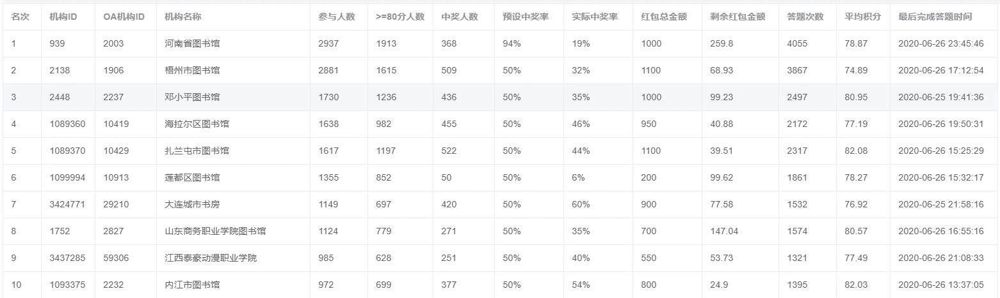 名次 机构ID OA机构ID 机构名称 参与人数 >=80分人数 中奖人数 预设中奖率 实际中奖率 红包总金额 剩余红包金额 答题次数 平均积分 最后完成答题时间
1 939 2003 河南省图书馆 2937 1913 368 94% 19% 1000 259.8 4055 78.87 2020-06-26 23:45:46
2 2138 1906 梧州市图书馆 2881 1615 509 50% 32% 1100 68.93 3867 74.89 2020-06-26 17:12:54
3 2448 2237 邓小平图书馆 1730 1236 436 50% 35% 1000 99.23 2497 80.95 2020-06-25 19:41:36
4 1089360 10419 海拉尔区图书馆 1638 982 455 50% 46% 950 40.88 2172 77.19 2020-06-26 19:50:31
5 1089370 10429 扎兰屯市图书馆 1617 1197 522 50% 44% 1100 39.51 2317 82.08 2020-06-26 15:25:29
6 1099994 10913 莲都区图书馆 1355 852 50 50% 6% 200 99.62 1861 78.27 2020-06-26 15:32:17
7 3424771 29210 大连城市书房 1149 697 420 50% 60% 900 77.58 1532 76.92 2020-06-25 21:58:16
8 1752 2827 山东商务职业学院图书馆 1124 779 271 50% 35% 700 147.04 1574 80.57 2020-06-26 16:55:16
9 3437285 59306 江西泰豪动漫职业学院 985 628 251 50% 40% 550 53.73 1321 77.49 2020-06-26 21:08:33
10 1093375 2232 内江市图书馆 972 699 377 50% 54% 800 24.9 1395 82.03 2020-06-26 13:37:05